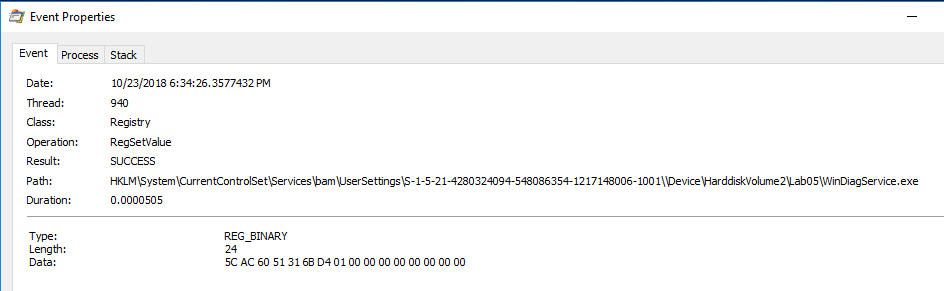 Event Properties
Event Process Stack
Date: 10/23/2018 6:34:26.3577432 PM
Thread: 940
Class: Registry
Operation: RegSetValue
Result: SUCCESS
Path: HKLM\System\CurrentControlSet\Services\bam\UserSettings\S-1-5-21-4280324094-548086354-1217148006-1001\\Device\HarddiskVolume2\Lab05\WinDiagService.exe
Duration: 0.0000505
Type: REG_BINARY
Length: 24
Data: 5C AC 60 51 31 6B D4 01 00 00 00 00 00 00 00 00